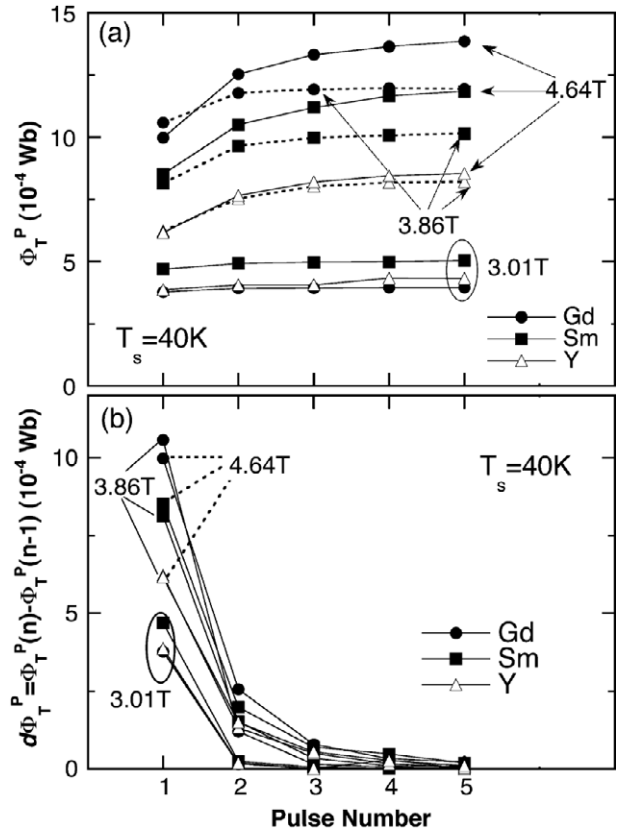 (a)
15
10
5
0
Φ_T^P (10^-4 Wb)
4.64T
3.86T
3.01T
T_s=40K
Gd
Sm
Y
(b)
10
5
0
dΦ_T^P=Φ_T^P(n)-Φ_T^P(n-1) (10^-4 Wb)
4.64T
3.86T
3.01T
T_s=40K
Gd
Sm
Y
1 2 3 4 5
Pulse Number